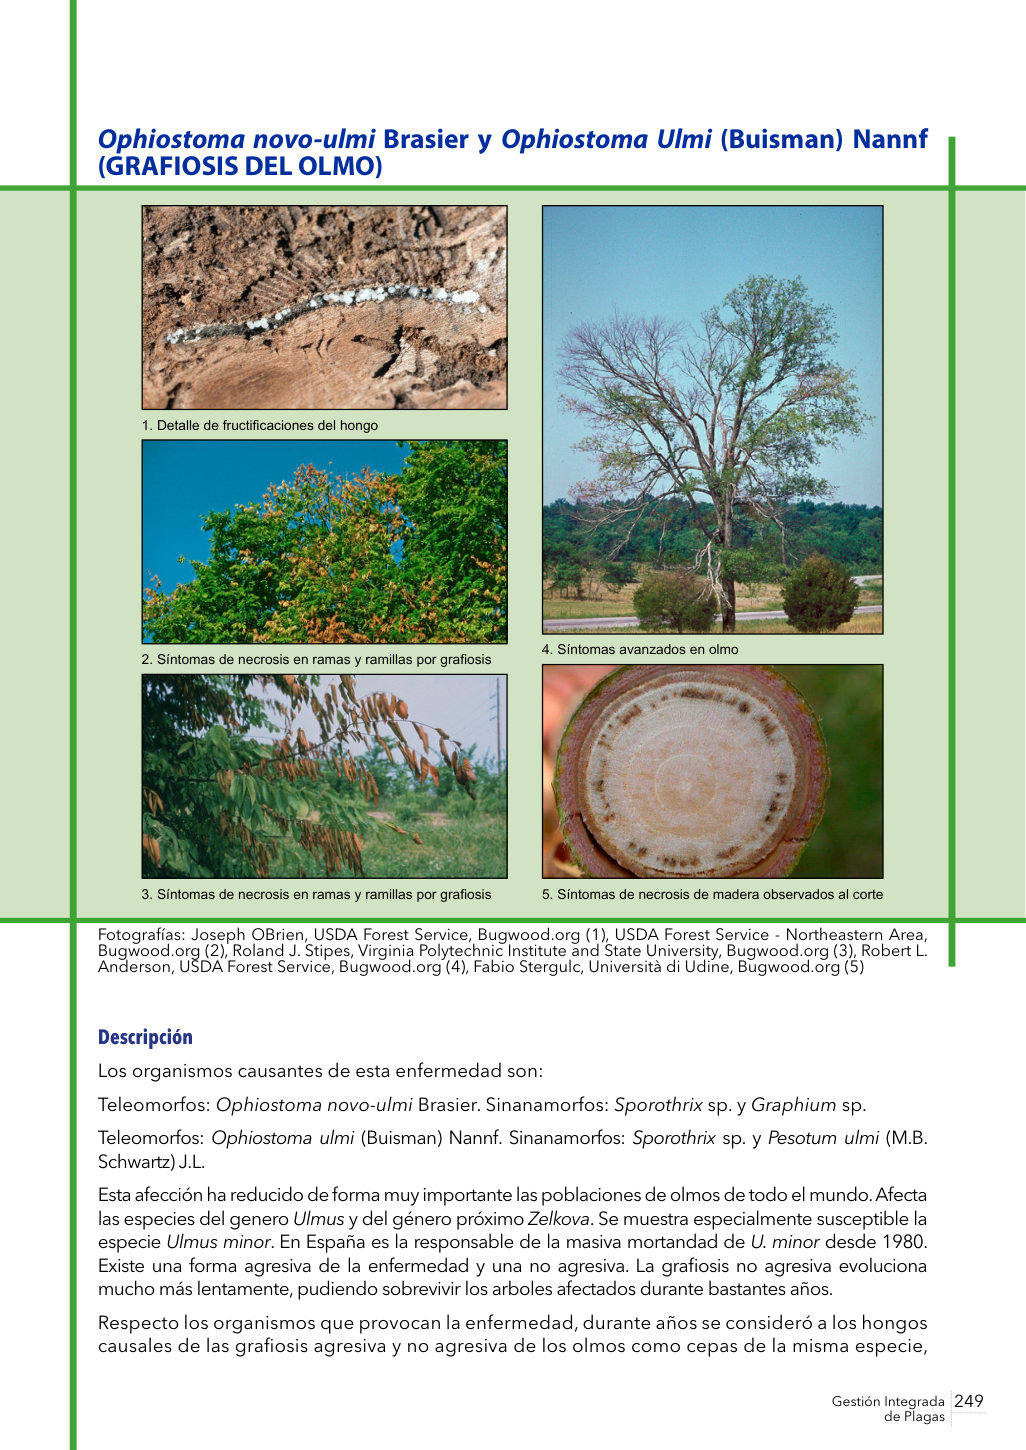 Ophiostoma novo-ulmi Brasier y Ophiostoma Ulmi (Buisman) Nannf
(GRAFIOSIS DEL OLMO)
1. Detalle de fructificaciones del hongo
2. Síntomas de necrosis en ramas y ramillas por grafiosis
3. Síntomas de necrosis en ramas y ramillas por grafiosis
4. Síntomas avanzados en olmo
5. Síntomas de necrosis de madera observados al corte
Fotografías: Joseph OBrien, USDA Forest Service, Bugwood.org (1), USDA Forest Service - Northeastern Area,
Bugwood.org (2), Roland J. Stipes, Virginia Polytechnic Institute and State University, Bugwood.org (3), Robert L.
Anderson, USDA Forest Service, Bugwood.org (4), Fabio Stergulc, Università di Udine, Bugwood.org (5)
Descripción
Los organismos causantes de esta enfermedad son:
Teleomorfos: Ophiostoma novo-ulmi Brasier. Sinanamorfos: Sporothrix sp. y Graphium sp.
Teleomorfos: Ophiostoma ulmi (Buisman) Nannf. Sinanamorfos: Sporothrix sp. y Pesotum ulmi (M.B.
Schwartz) J.L.
Esta afección ha reducido de forma muy importante las poblaciones de olmos de todo el mundo. Afecta
las especies del genero Ulmus y del género próximo Zelkova. Se muestra especialmente susceptible la
especie Ulmus minor. En España es la responsable de la masiva mortandad de U. minor desde 1980.
Existe una forma agresiva de la enfermedad y una no agresiva. La grafiosis no agresiva evoluciona
mucho más lentamente, pudiendo sobrevivir los arboles afectados durante bastantes años.
Respecto los organismos que provocan la enfermedad, durante años se consideró a los hongos
causales de las grafiosis agresiva y no agresiva de los olmos como cepas de la misma especie,
Gestión Integrada
de Plagas
249